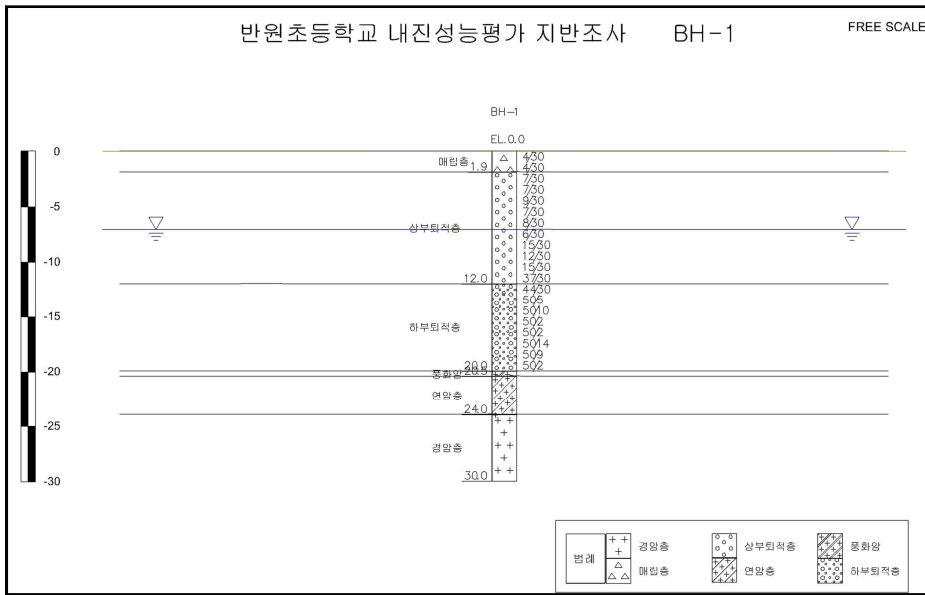 반원초등학교 내진성능평가 지반조사 BH-1
FREE SCALE
BH-1
EL.0.0
0
-5
-10
-15
-20
-25
-30
매립층
1.9
상부퇴적층
12.0
하부퇴적층
20.0
20.5
풍화암
연암층
24.0
경암층
30.0
4/30
4/30
7/30
7/30
9/30
7/30
8/30
6/30
15/30
12/30
15/30
37/30
44/30
50/5
50/10
50/2
50/2
50/14
50/9
50/2
범례
경암층
상부퇴적층
풍화암
매립층
연암층
하부퇴적층